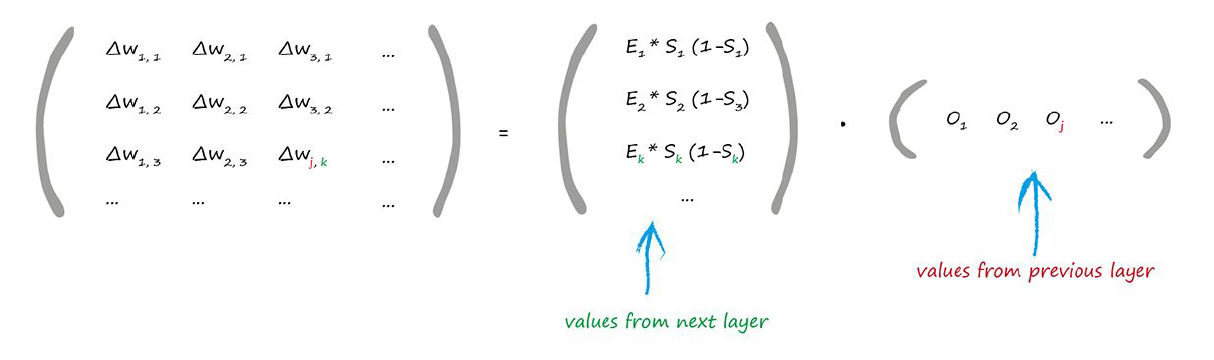 Δw1,1 Δw2,1 Δw3,1 ...
Δw1,2 Δw2,2 Δw3,2 ...
Δw1,3 Δw2,3 Δwj,k ...
... ... ... ...
=
E1 * S1 (1-S1)
E2 * S2 (1-S3)
Ek * Sk (1-Sk)
...
·
O1 O2 Oj ...
values from next layer
values from previous layer